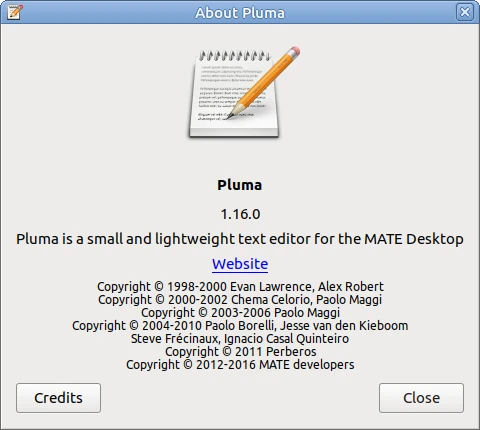 About Pluma
Pluma
1.16.0
Pluma is a small and lightweight text editor for the MATE Desktop
Website
Copyright © 1998-2000 Evan Lawrence, Alex Robert
Copyright © 2000-2002 Chema Celorio, Paolo Maggi
Copyright © 2003-2006 Paolo Maggi
Copyright © 2004-2010 Paolo Borelli, Jesse van den Kieboom
Steve Frécinaux, Ignacio Casal Quinteiro
Copyright © 2011 Perberos
Copyright © 2012-2016 MATE developers
Credits
Close